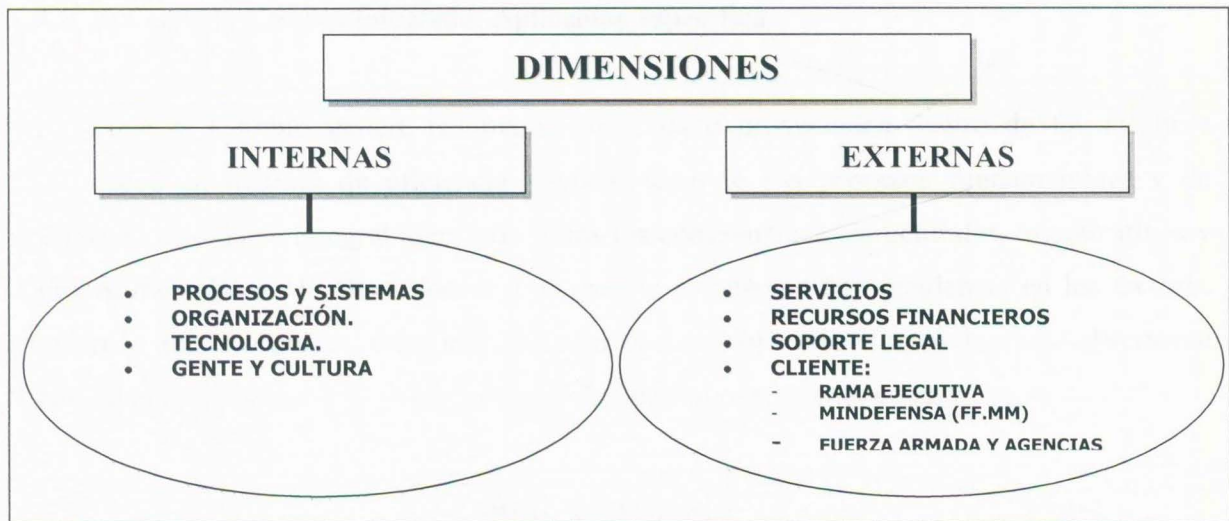 DIMENSIONES
INTERNAS
EXTERNAS
• PROCESOS y SISTEMAS
• ORGANIZACIÓN.
• TECNOLOGIA.
• GENTE Y CULTURA
• SERVICIOS
• RECURSOS FINANCIEROS
• SOPORTE LEGAL
• CLIENTE:
- RAMA EJECUTIVA
- MINDEFENSA (FF.MM)
- FUERZA ARMADA Y AGENCIAS